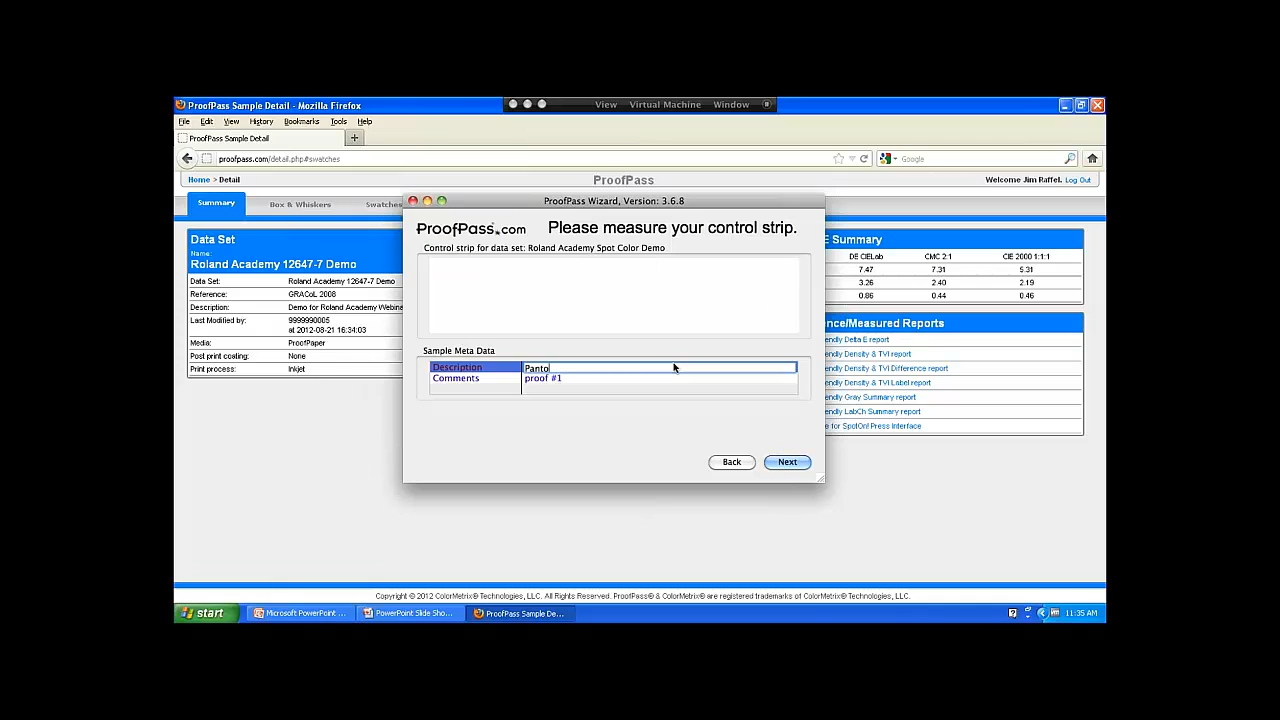 ProofPass Sample Detail - Mozilla Firefox
View Virtual Machine Window
File Edit View History Bookmarks Tools Help
ProofPass Sample Detail
proofpass.com/detail.php#swatches
Google
Home > Detail
ProofPass
Welcome Jim Raffel. Log Out
Summary
Box & Whiskers
Swatches
ProofPass Wizard, Version: 3.6.8
ProofPass.com
Please measure your control strip.
Control strip for data set: Roland Academy Spot Color Demo
Sample Meta Data
Description Panto
Comments proof #1
Back
Next
Data Set
Name:
Roland Academy 12647-7 Demo
Data Set: Roland Academy 12647-7 Demo
Reference: GRACoL 2008
Description: Demo for Roland Academy Webina
Last Modified by: 9999990005
at 2012-08-21 16:34:03
Media: ProofPaper
Post print coating: None
Print process: Inkjet
E Summary
DE CIELab CMC 2:1 CIE 2000 1:1:1
7.47 7.31 5.31
3.26 2.40 2.19
0.86 0.44 0.46
nce/Measured Reports
endly Delta E report
endly Density & TVI report
endly Density & TVI Difference report
endly Density & TVI Label report
endly Gray Summary report
endly LabCh Summary report
e for SpotOn! Press Interface
Copyright © 2012 ColorMetrix® Technologies, LLC. All Rights Reserved. ProofPass® & ColorMetrix® are registered trademarks of ColorMetrix® Technologies, LLC.
start
Microsoft PowerPoint ...
PowerPoint Slide Sho...
ProofPass Sample De...
11:35 AM